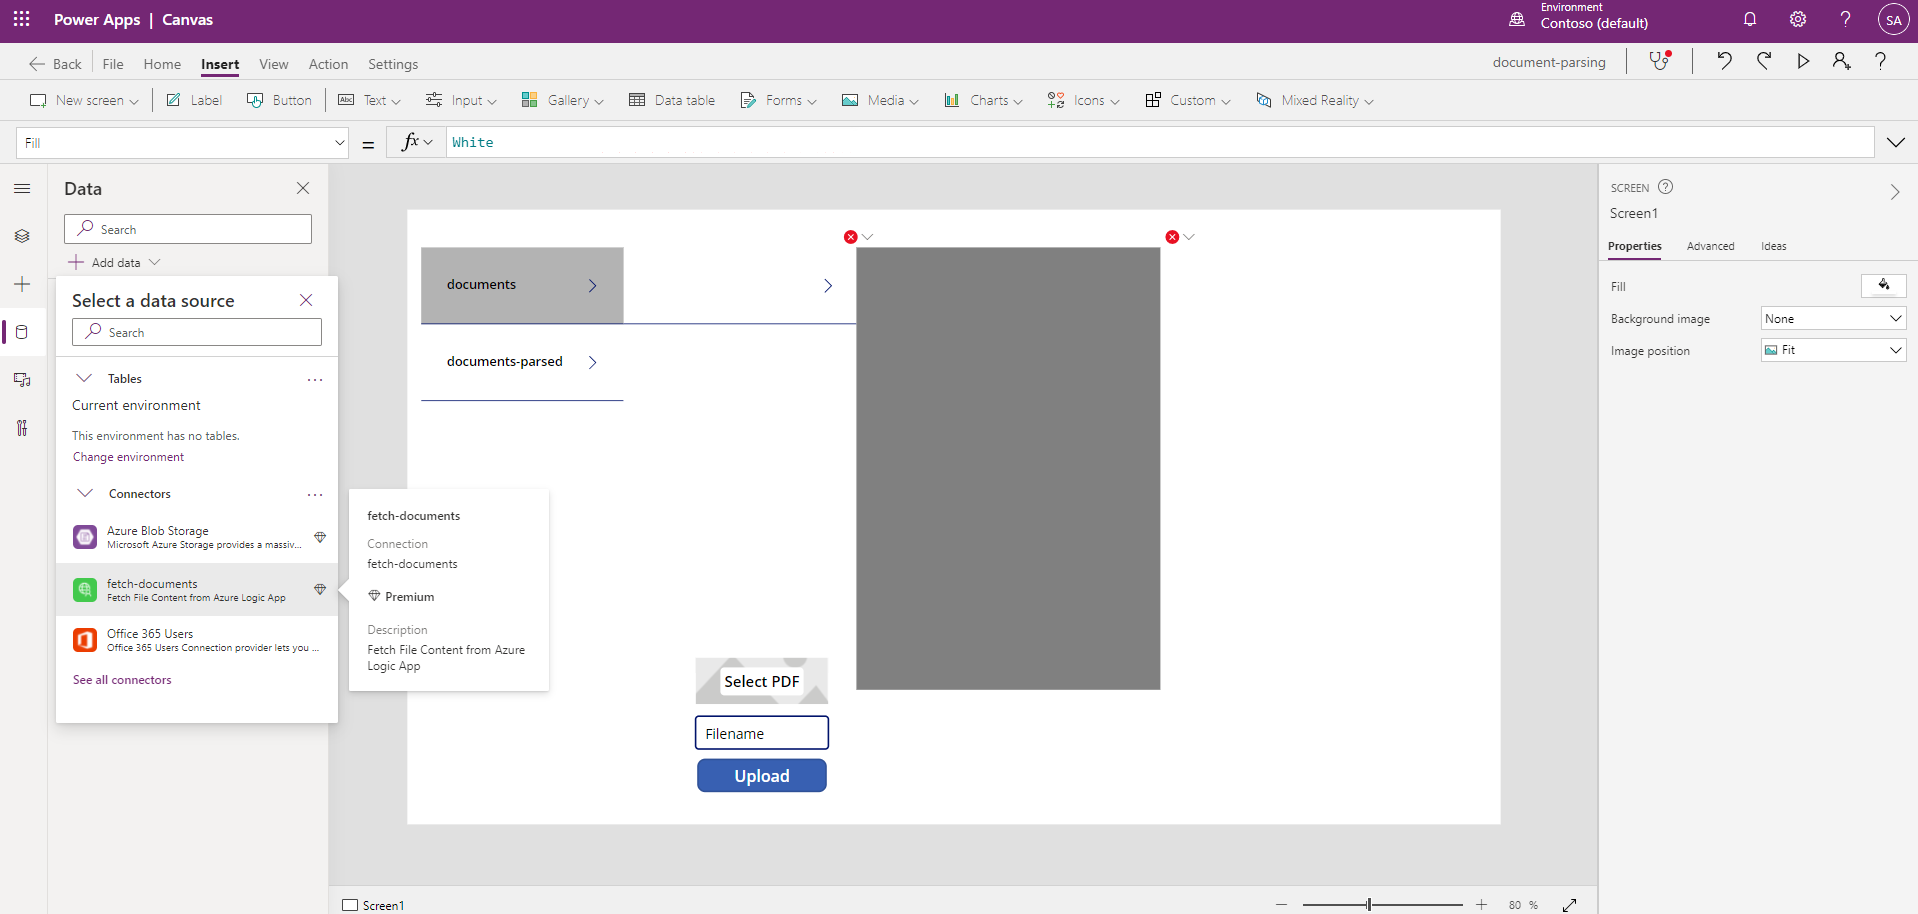 Power Apps | Canvas
Environment
Contoso (default)
SA
Back
File
Home
Insert
View
Action
Settings
document-parsing
New screen
Label
Button
Abc
Text
Input
Gallery
Data table
Forms
Media
Charts
Icons
Custom
Mixed Reality
Fill
=
fx
White
Data
Search
Add data
Select a data source
Search
Tables
Current environment
This environment has no tables.
Change environment
Connectors
Azure Blob Storage
Microsoft Azure Storage provides a massiv...
fetch-documents
Fetch File Content from Azure Logic App
Office 365 Users
Office 365 Users Connection provider lets you ...
See all connectors
fetch-documents
Connection
fetch-documents
Premium
Description
Fetch File Content from Azure
Logic App
documents
documents-parsed
Select PDF
Filename
Upload
SCREEN
Screen1
Properties
Advanced
Ideas
Fill
Background image
None
Image position
Fit
Screen1
80 %